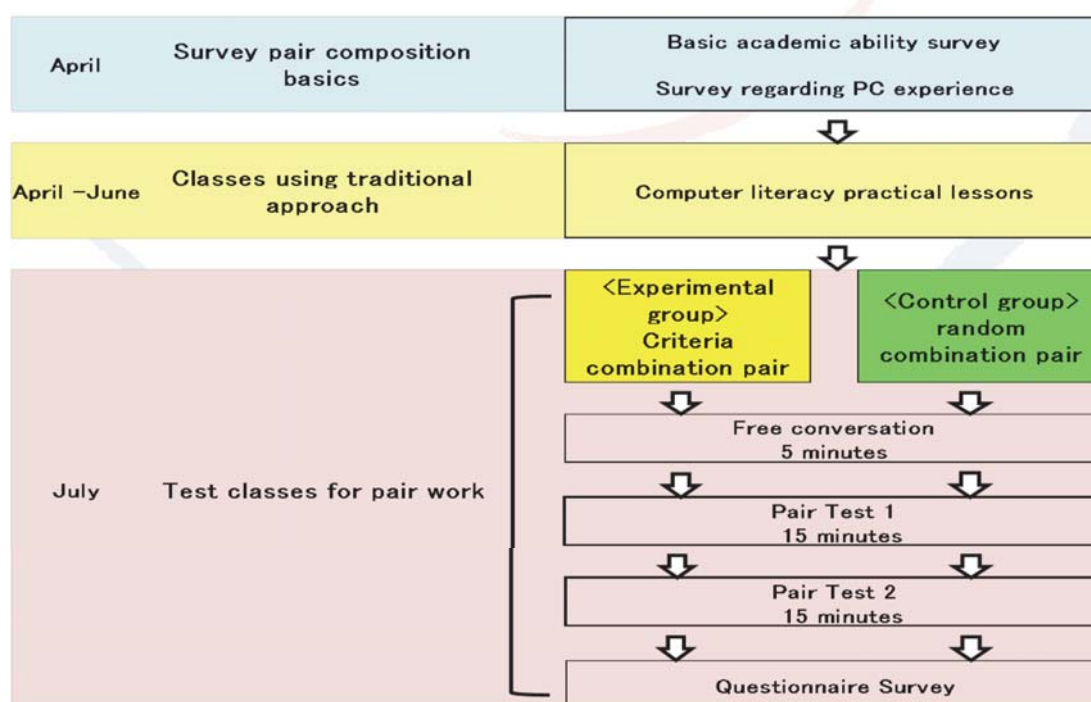 April
Survey pair composition
basics
Basic academic ability survey
Survey regarding PC experience
April -June
Classes using traditional
approach
Computer literacy practical lessons
July
Test classes for pair work
<Experimental
group>
Criteria
combination pair
<Control group>
random
combination pair
Free conversation
5 minutes
Pair Test 1
15 minutes
Pair Test 2
15 minutes
Questionnaire Survey